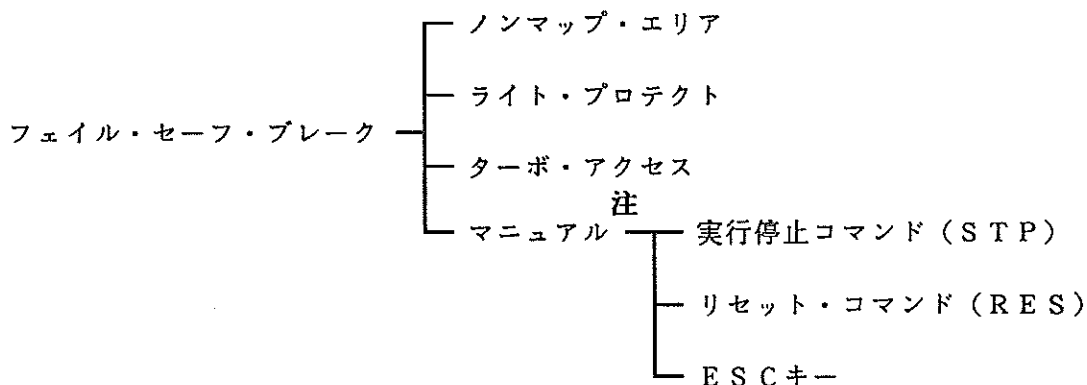 ノンマップ・エリア
ライト・プロテクト
フェイル・セーフ・ブレーク
ターボ・アクセス
注
マニュアル
実行停止コマンド（ＳＴＰ）
リセット・コマンド（ＲＥＳ）
ＥＳＣキー